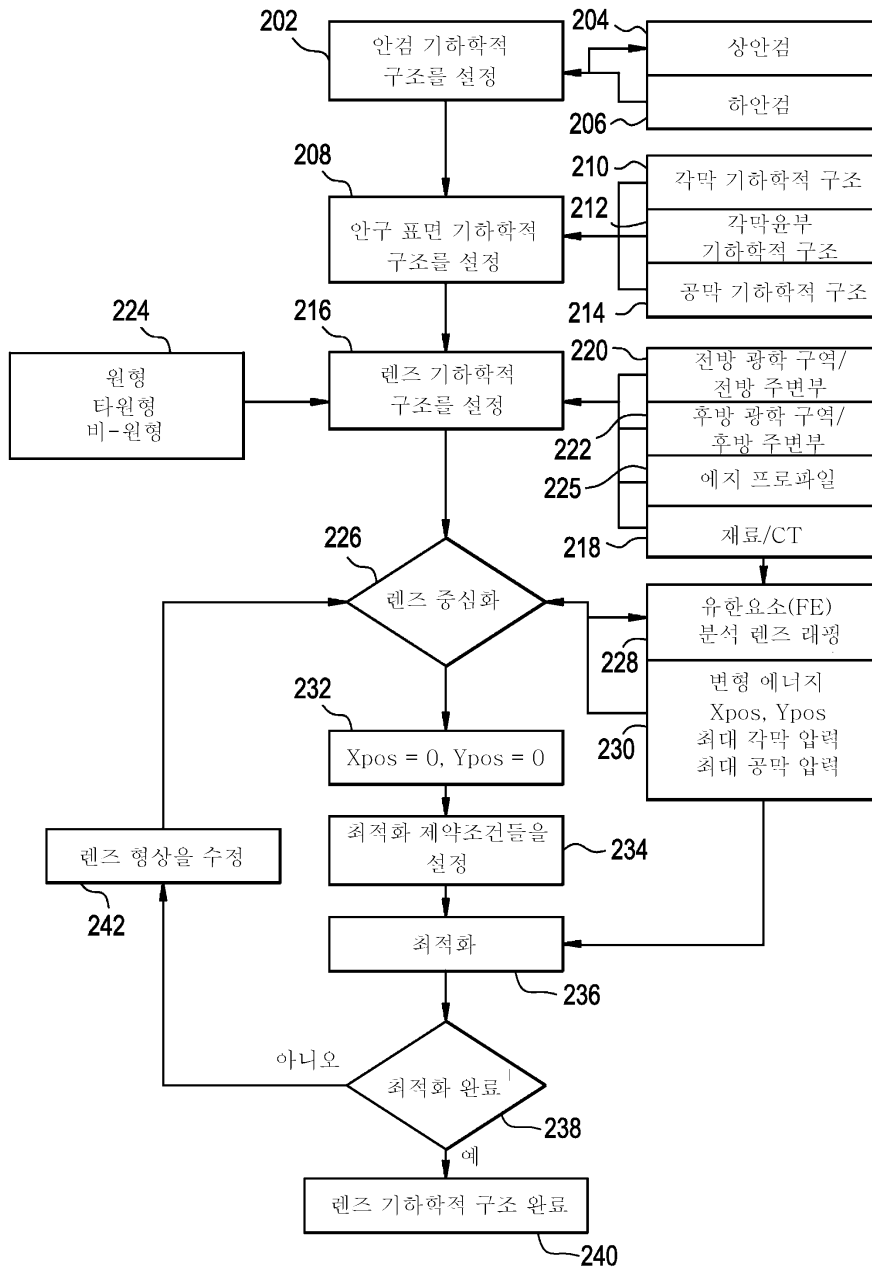 202
안검 기하학적
구조를 설정
204
상안검
하안검
206
208
안구 표면 기하학적
구조를 설정
210
각막 기하학적 구조
212
각막윤부
기하학적 구조
공막 기하학적 구조
214
224
원형
타원형
비-원형
216
렌즈 기하학적
구조를 설정
220
전방 광학 구역/
전방 주변부
222
후방 광학 구역/
후방 주변부
225
에지 프로파일
218
재료/CT
226
렌즈 중심화
유한요소(FE)
분석 렌즈 래핑
228
변형 에너지
Xpos, Ypos
최대 각막 압력
최대 공막 압력
230
232
Xpos = 0, Ypos = 0
최적화 제약조건들을
설정
234
렌즈 형상을 수정
242
최적화
236
아니오
최적화 완료
238
예
렌즈 기하학적 구조 완료
240